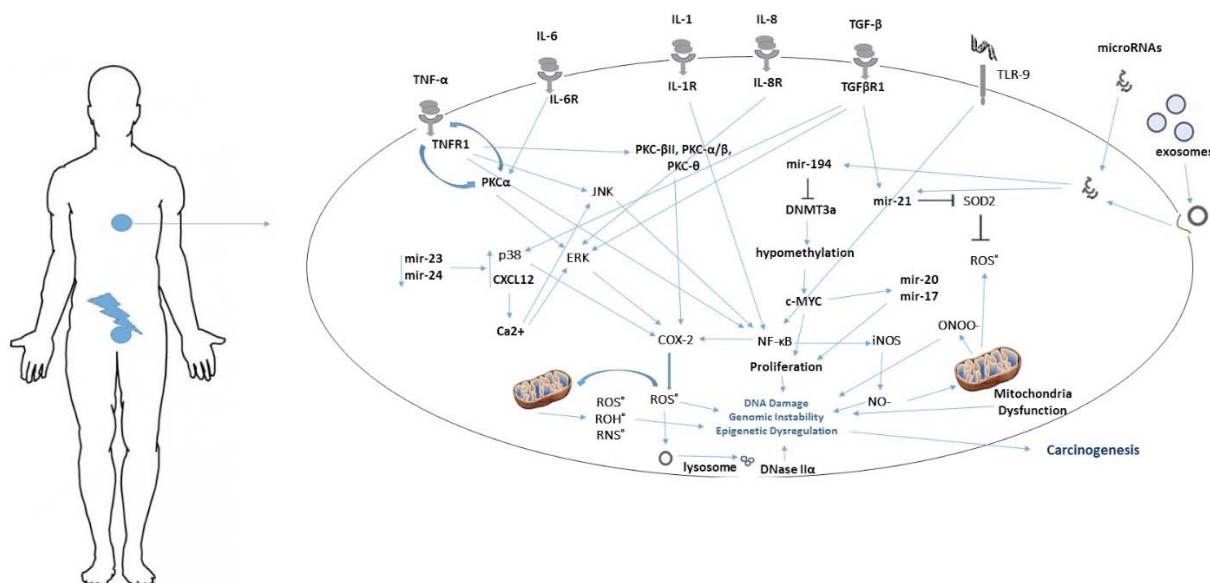 IL-6
IL-1
IL-8
TGF-β
microRNAs
TNF-α
TLR-9
IL-6R
IL-1R
IL-8R
TGFβR1
exosomes
TNFR1
PKC-βII, PKC-α/β,
PKC-θ
mir-194
PKCα
JNK
DNMT3a
mir-21
SOD2
mir-23
mir-24
p38
CXCL12
ERK
hypomethylation
ROS°
c-MYC
mir-20
mir-17
Ca2+
COX-2
NF-κB
iNOS
ONOO-
Proliferation
ROS°
ROH°
RNS°
ROS°
DNA Damage
Genomic Instability
Epigenetic Dysregulation
NO-
Mitochondria
Dysfunction
lysosome
DNase IIα
Carcinogenesis